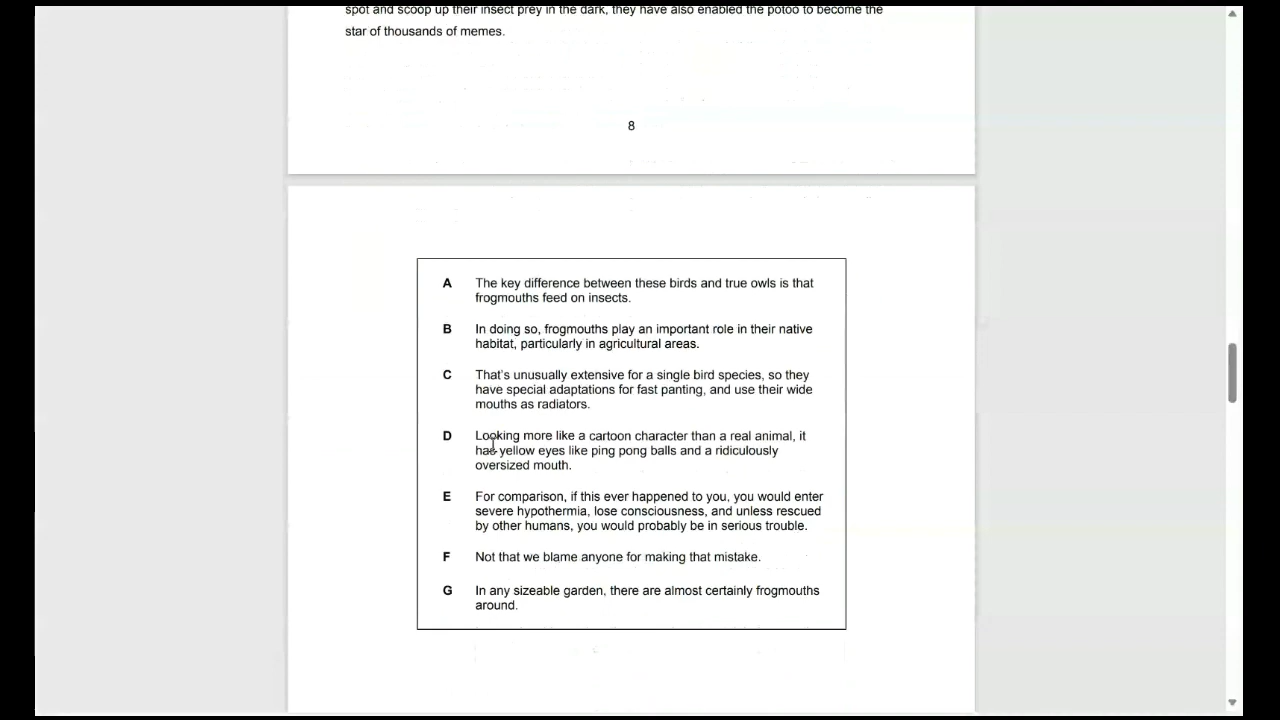 spot and scoop up their insect prey in the dark, they have also enabled the potoo to become the
star of thousands of memes.
8
A The key difference between these birds and true owls is that
frogmouths feed on insects.
B In doing so, frogmouths play an important role in their native
habitat, particularly in agricultural areas.
C That's unusually extensive for a single bird species, so they
have special adaptations for fast panting, and use their wide
mouths as radiators.
D Looking more like a cartoon character than a real animal, it
has yellow eyes like ping pong balls and a ridiculously
oversized mouth.
E For comparison, if this ever happened to you, you would enter
severe hypothermia, lose consciousness, and unless rescued
by other humans, you would probably be in serious trouble.
F Not that we blame anyone for making that mistake.
G In any sizeable garden, there are almost certainly frogmouths
around.